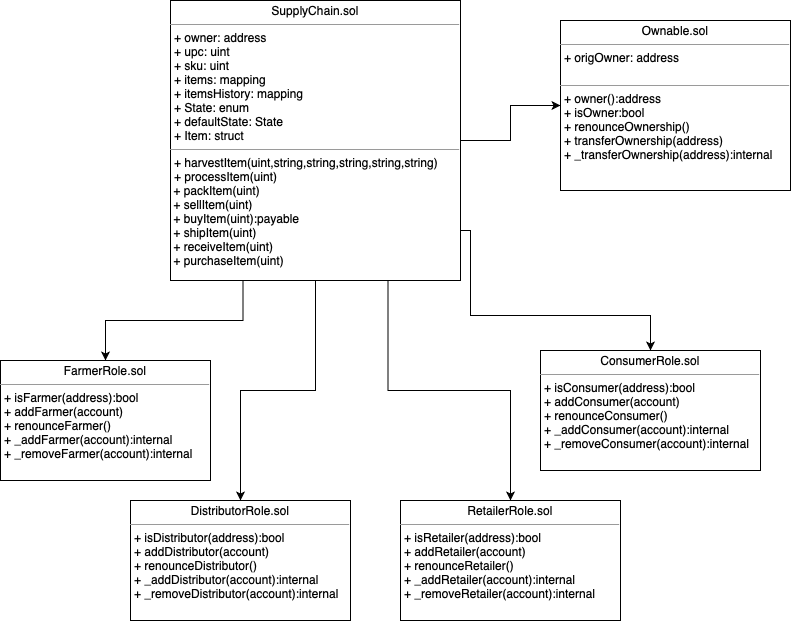 SupplyChain.sol
+ owner: address
+ upc: uint
+ sku: uint
+ items: mapping
+ itemsHistory: mapping
+ State: enum
+ defaultState: State
+ Item: struct
+ harvestItem(uint,string,string,string,string,string)
+ processItem(uint)
+ packItem(uint)
+ sellItem(uint)
+ buyItem(uint):payable
+ shipItem(uint)
+ receiveItem(uint)
+ purchaseItem(uint)
Ownable.sol
+ origOwner: address
+ owner():address
+ isOwner:bool
+ renounceOwnership()
+ transferOwnership(address)
+ _transferOwnership(address):internal
FarmerRole.sol
+ isFarmer(address):bool
+ addFarmer(account)
+ renounceFarmer()
+ _addFarmer(account):internal
+ _removeFarmer(account):internal
ConsumerRole.sol
+ isConsumer(address):bool
+ addConsumer(account)
+ renounceConsumer()
+ _addConsumer(account):internal
+ _removeConsumer(account):internal
DistributorRole.sol
+ isDistributor(address):bool
+ addDistributor(account)
+ renounceDistributor()
+ _addDistributor(account):internal
+ _removeDistributor(account):internal
RetailerRole.sol
+ isRetailer(address):bool
+ addRetailer(account)
+ renounceRetailer()
+ _addRetailer(account):internal
+ _removeRetailer(account):internal